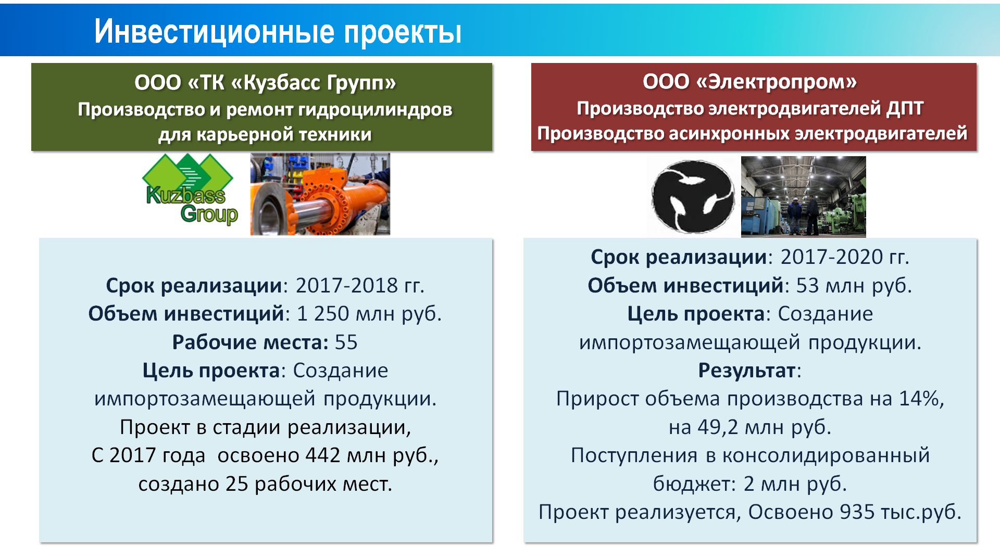 Инвестиционные проекты
ООО «ТК «Кузбасс Групп»
Производство и ремонт гидроцилиндров
для карьерной техники
Kuzbass
Group
Срок реализации: 2017-2018 гг.
Объем инвестиций: 1 250 млн руб.
Рабочие места: 55
Цель проекта: Создание
импортозамещающей продукции.
Проект в стадии реализации,
С 2017 года  освоено 442 млн руб.,
создано 25 рабочих мест.
ООО «Электропром»
Производство электродвигателей ДПТ
Производство асинхронных электродвигателей
Срок реализации: 2017-2020 гг.
Объем инвестиций: 53 млн руб.
Цель проекта: Создание
импортозамещающей продукции.
Результат:
Прирост объема производства на 14%,
на 49,2 млн руб.
Поступления в консолидированный
бюджет: 2 млн руб.
Проект реализуется, Освоено 935 тыс.руб.